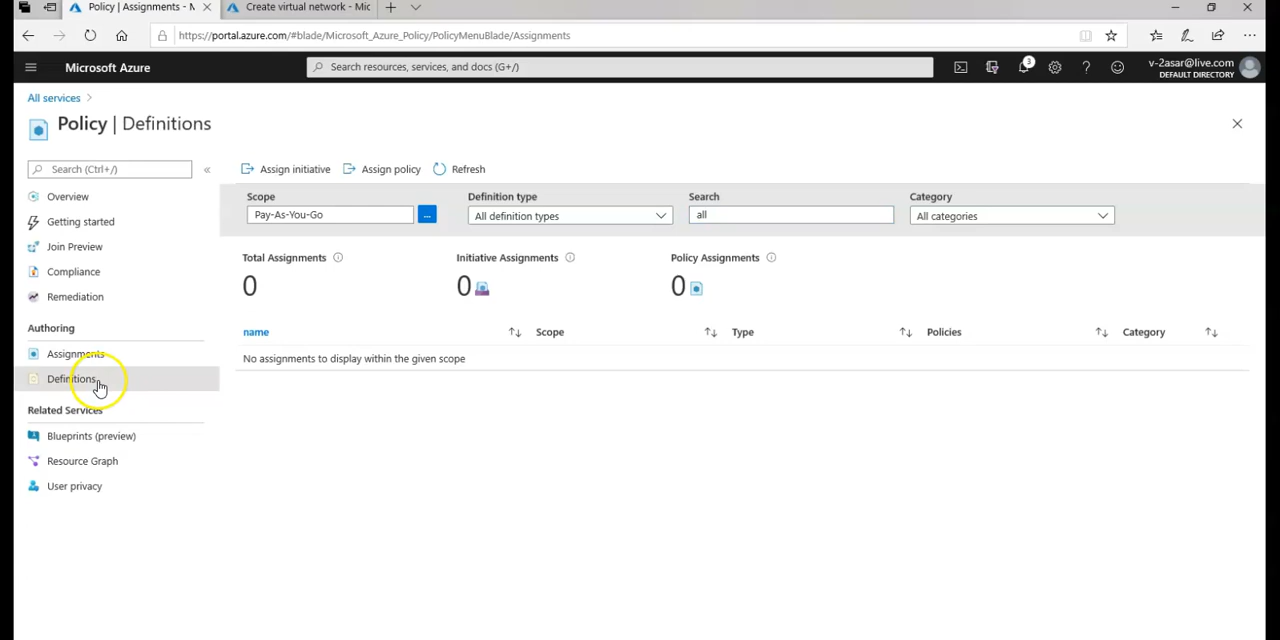 Policy | Assignments - M
Create virtual network - Mic
https://portal.azure.com/#blade/Microsoft_Azure_Policy/PolicyMenuBlade/Assignments
Microsoft Azure
Search resources, services, and docs (G+/)
3
v-2asar@live.com
DEFAULT DIRECTORY
All services
Policy | Definitions
Search (Ctrl+/)
Overview
Getting started
Join Preview
Compliance
Remediation
Authoring
Assignments
Definitions
Related Services
Blueprints (preview)
Resource Graph
User privacy
Assign initiative
Assign policy
Refresh
Scope
Pay-As-You-Go
...
Definition type
All definition types
Search
all
Category
All categories
Total Assignments
0
Initiative Assignments
0
Policy Assignments
0
name
Scope
Type
Policies
Category
No assignments to display within the given scope